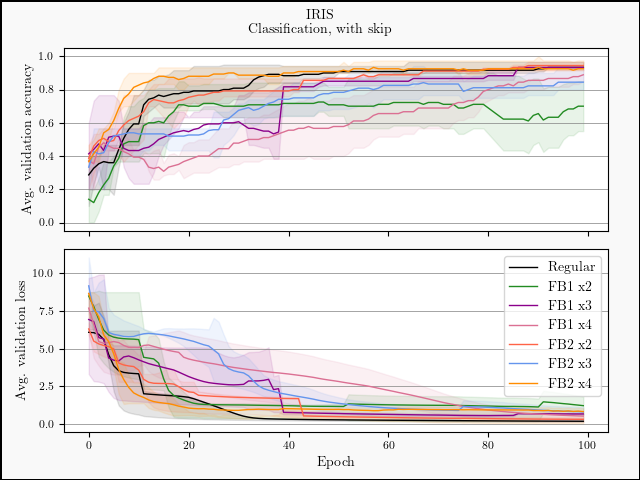 IRIS
Classification, with skip
Avg. validation accuracy
1.0
0.8
0.6
0.4
0.2
0.0
Avg. validation loss
10.0
7.5
5.0
2.5
0.0
Regular
FB1 x2
FB1 x3
FB1 x4
FB2 x2
FB2 x3
FB2 x4
0 20 40 60 80 100
Epoch